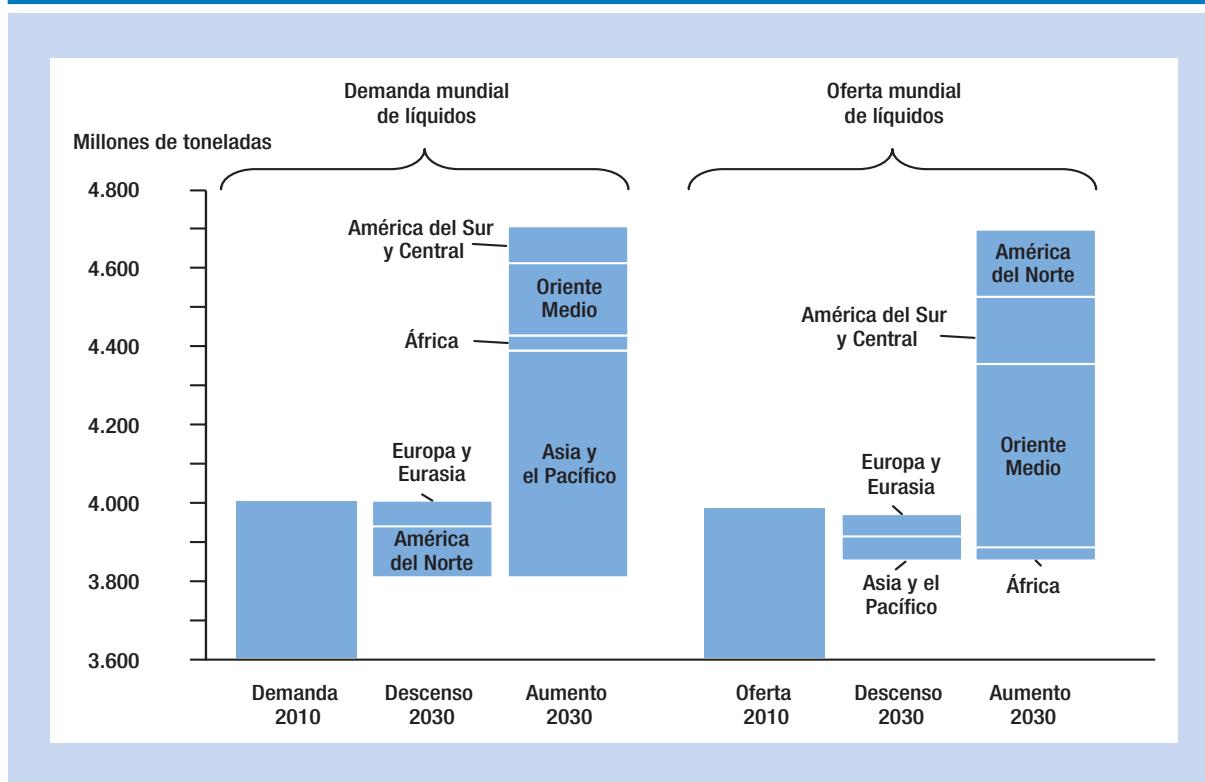 Demanda mundial
de líquidos
Oferta mundial
de líquidos
Millones de toneladas
4.800
4.600
4.400
4.200
4.000
3.800
3.600
América del Sur
y Central
Oriente
Medio
África
Asia y
el Pacífico
Europa y
Eurasia
América
del Norte
América
del Norte
América del Sur
y Central
Oriente
Medio
Europa y
Eurasia
Asia y el
Pacífico
África
Demanda
2010
Descenso
2030
Aumento
2030
Oferta
2010
Descenso
2030
Aumento
2030